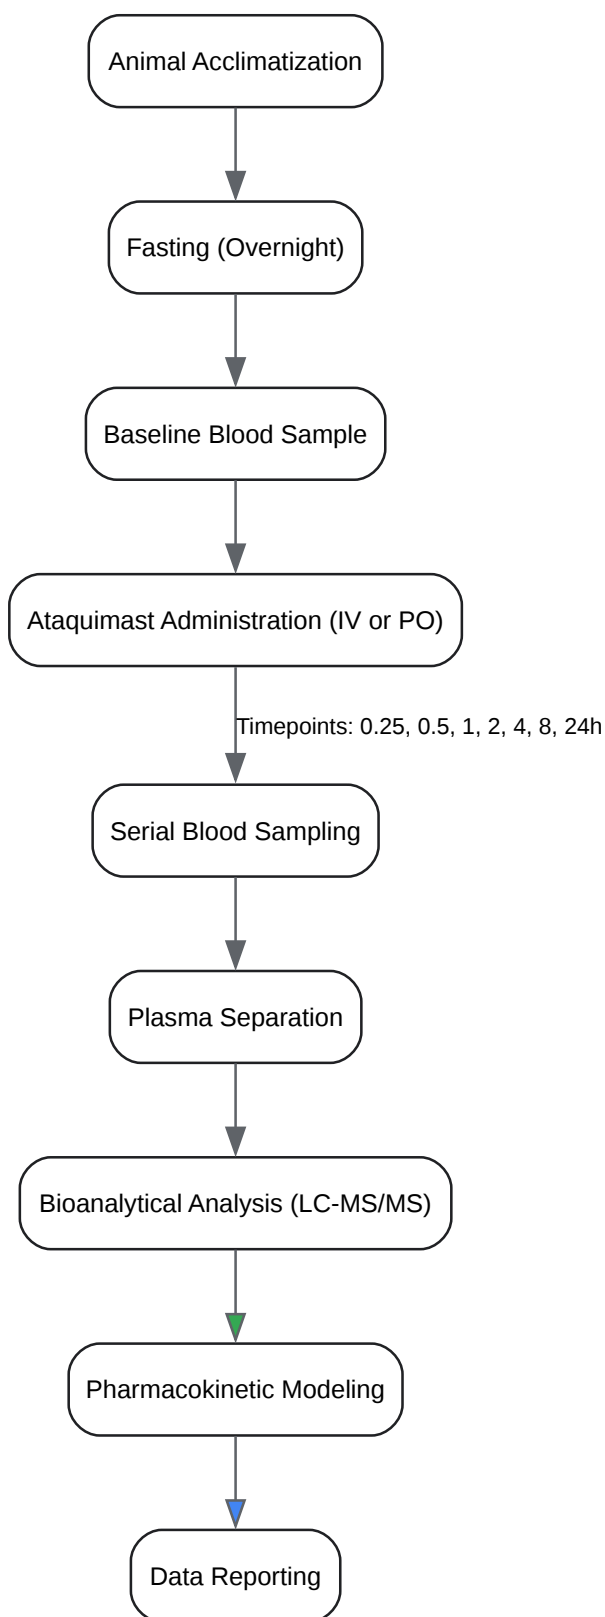 Animal Acclimatization
Fasting (Overnight)
Baseline Blood Sample
Ataquimast Administration (IV or PO)
Timepoints: 0.25, 0.5, 1, 2, 4, 8, 24h
Serial Blood Sampling
Plasma Separation
Bioanalytical Analysis (LC-MS/MS)
Pharmacokinetic Modeling
Data Reporting